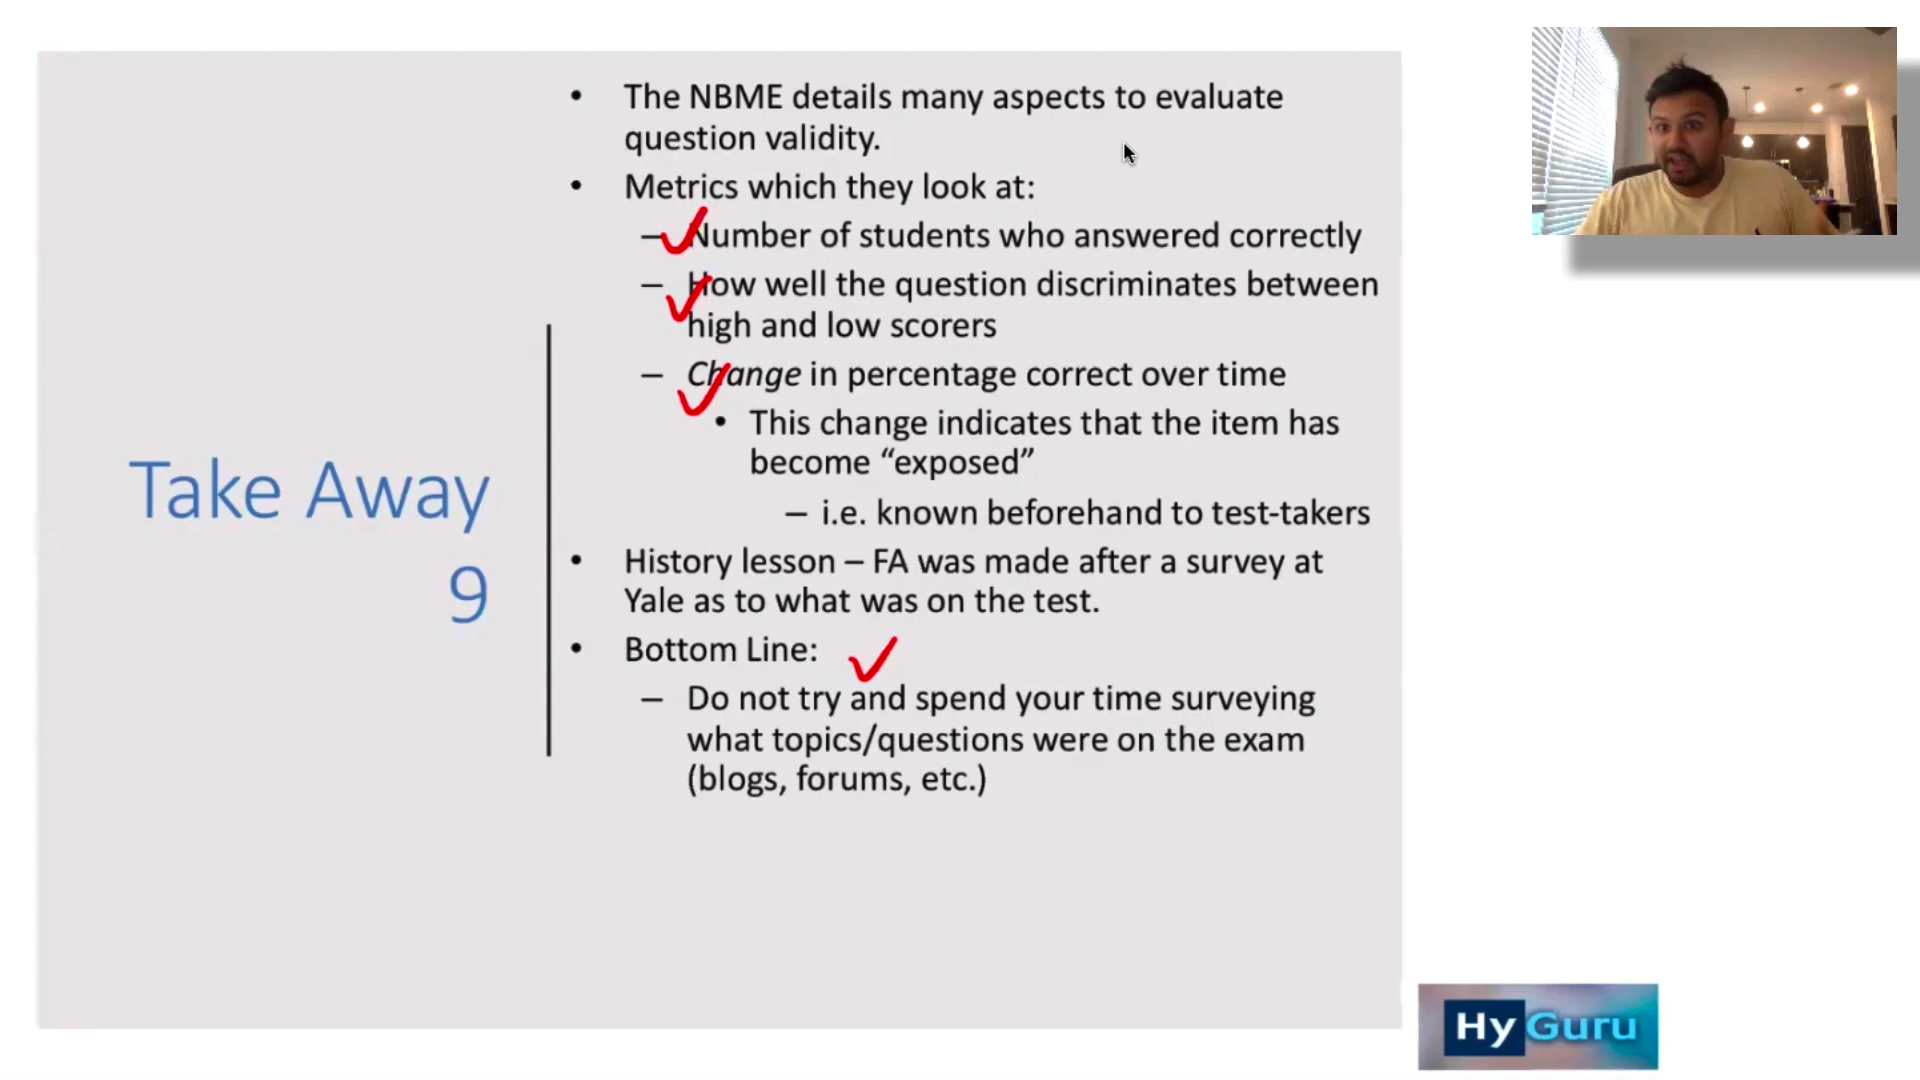 Take Away
9
• The NBME details many aspects to evaluate
question validity.
• Metrics which they look at:
– Number of students who answered correctly
– How well the question discriminates between
high and low scorers
– Change in percentage correct over time
• This change indicates that the item has
become “exposed”
– i.e. known beforehand to test-takers
• History lesson – FA was made after a survey at
Yale as to what was on the test.
• Bottom Line:
– Do not try and spend your time surveying
what topics/questions were on the exam
(blogs, forums, etc.)
HyGuru